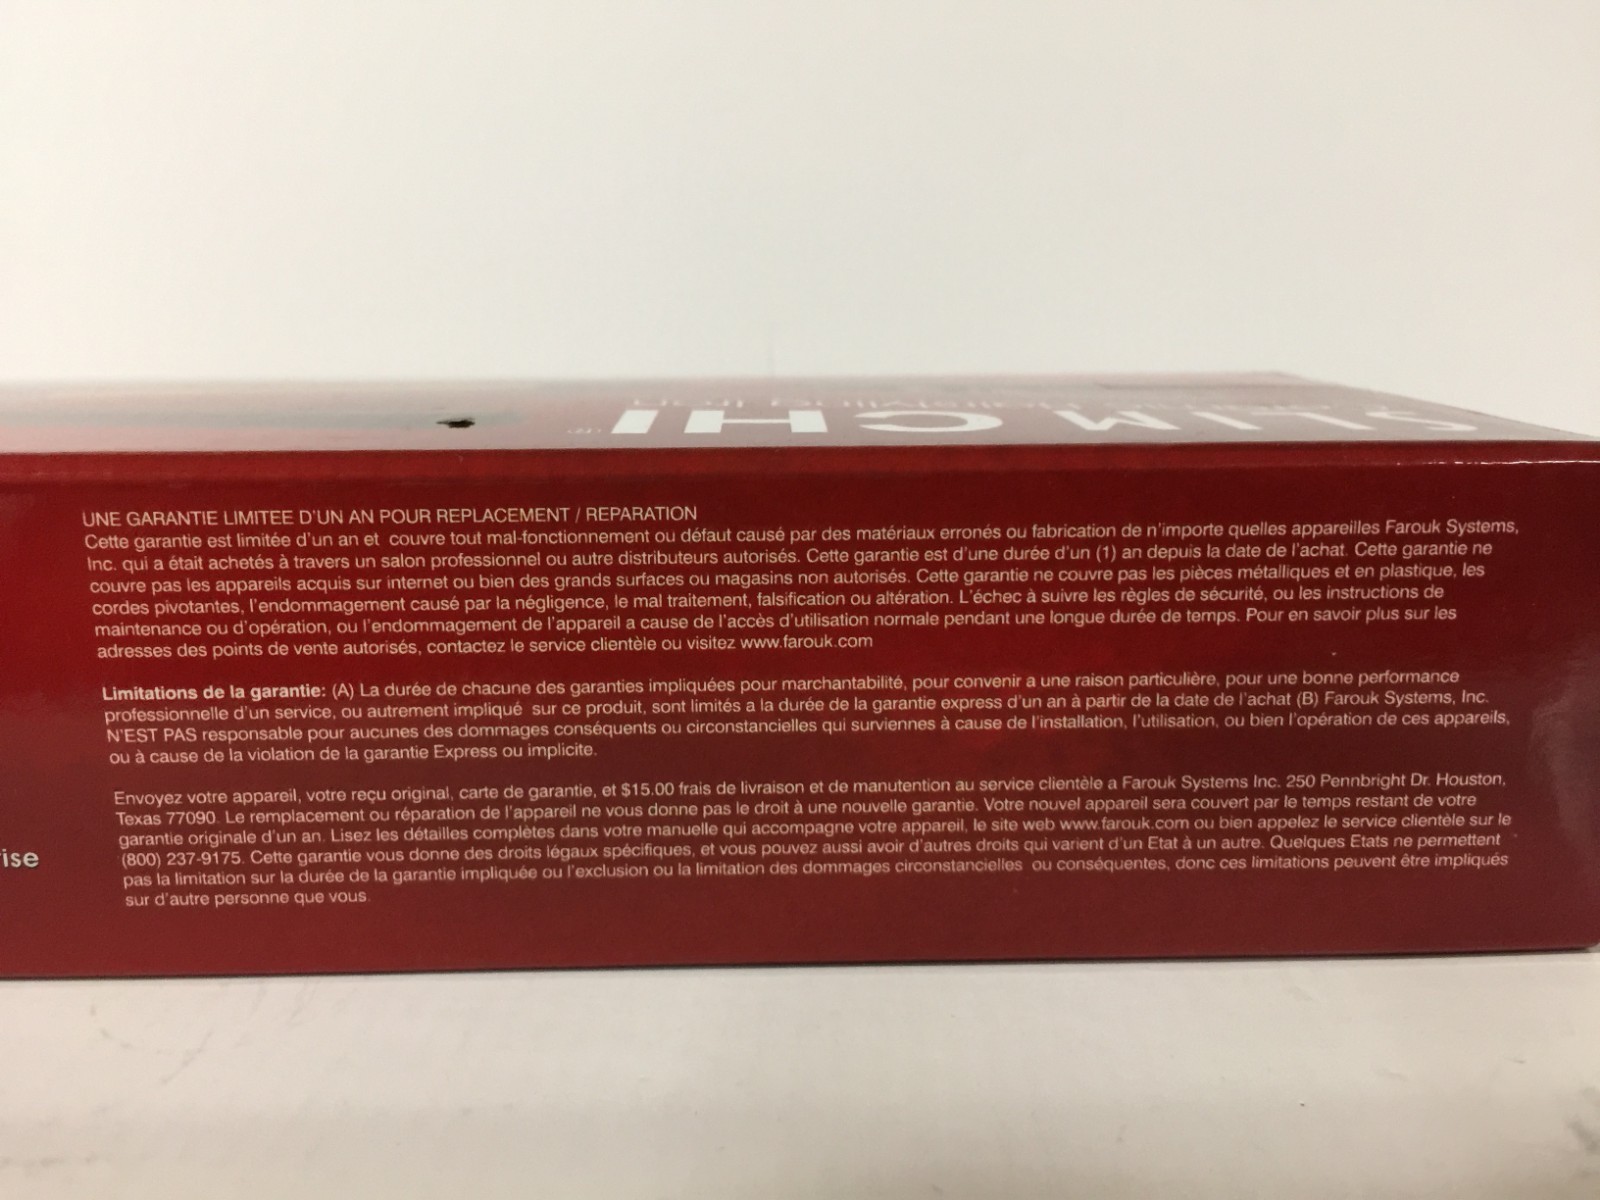 SLIM CHI
ceramic hairstyling iron
UNE GARANTIE LIMITEE D'UN AN POUR REPLACEMENT / REPARATION
Cette garantie est limitée d'un an et couvre tout mal-fonctionnement ou défaut causé par des matériaux erronés ou fabrication de n'importe quelles appareilles Farouk Systems,
Inc. qui a était achetés à travers un salon professionnel ou autre distributeurs autorisés. Cette garantie est d'une durée d'un (1) an depuis la date de l'achat. Cette garantie ne
couvre pas les appareils acquis sur internet ou bien des grands surfaces ou magasins non autorisés. Cette garantie ne couvre pas les pièces métalliques et en plastique, les
cordes pivotantes, l'endommagement causé par la négligence, le mal traitement, falsification ou altération. L'échec à suivre les règles de sécurité, ou les instructions de
maintenance ou d'opération, ou l'endommagement de l'appareil a cause de l'accès d'utilisation normale pendant une longue durée de temps. Pour en savoir plus sur les
adresses des points de vente autorisés, contactez le service clientèle ou visitez www.farouk.com
Limitations de la garantie: (A) La durée de chacune des garanties impliquées pour marchantabilité, pour convenir a une raison particulière, pour une bonne performance
professionnelle d'un service, ou autrement impliqué sur ce produit, sont limités a la durée de la garantie express d'un an à partir de la date de l'achat (B) Farouk Systems, Inc.
N'EST PAS responsable pour aucunes des dommages conséquents ou circonstancielles qui surviennes à cause de l'installation, l'utilisation, ou bien l'opération de ces appareils,
ou à cause de la violation de la garantie Express ou implicite.
Envoyez votre appareil, votre reçu original, carte de garantie, et $15.00 frais de livraison et de manutention au service clientèle a Farouk Systems Inc. 250 Pennbright Dr. Houston,
Texas 77090. Le remplacement ou réparation de l'appareil ne vous donne pas le droit à une nouvelle garantie. Votre nouvel appareil sera couvert par le temps restant de votre
garantie originale d'un an. Lisez les détailles complètes dans votre manuelle qui accompagne votre appareil, le site web www.farouk.com ou bien appelez le service clientèle sur le
(800) 237-9175. Cette garantie vous donne des droits légaux spécifiques, et vous pouvez aussi avoir d'autres droits qui varient d'un Etat à un autre. Quelques Etats ne permettent
pas la limitation sur la durée de la garantie impliquée ou l'exclusion ou la limitation des dommages circonstancielles ou conséquentes, donc ces limitations peuvent être impliqués
sur d'autre personne que vous.
ise